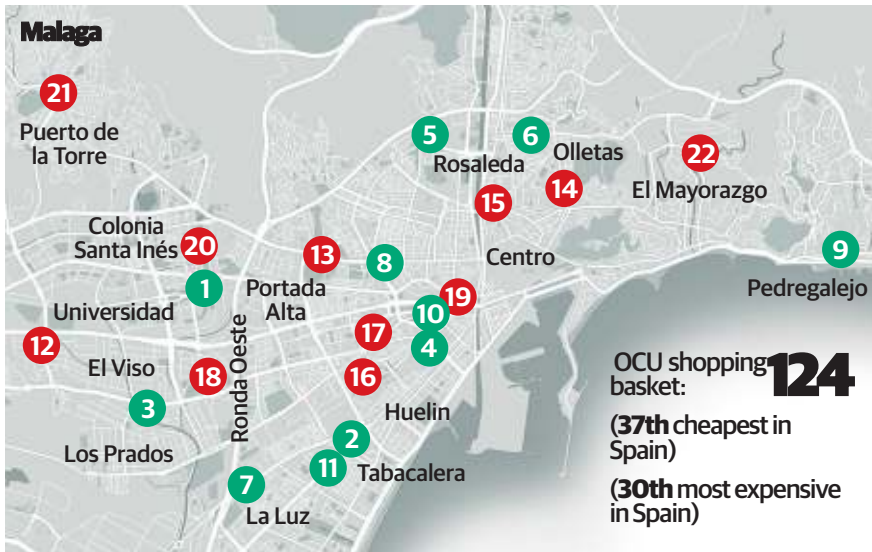 Malaga
21
Puerto de
la Torre
5
6
Rosaleda
Olletas
22
El Mayorazgo
14
15
Colonia
Santa Inés
20
13
8
Centro
9
Pedregalejo
1
Universidad
Portada
Alta
19
10
17
4
12
El Viso
18
Ronda Oeste
16
3
Huelin
Los Prados
2
11
Tabacalera
7
La Luz
OCU shopping
basket:
124
(37th cheapest in
Spain)
(30th most expensive
in Spain)